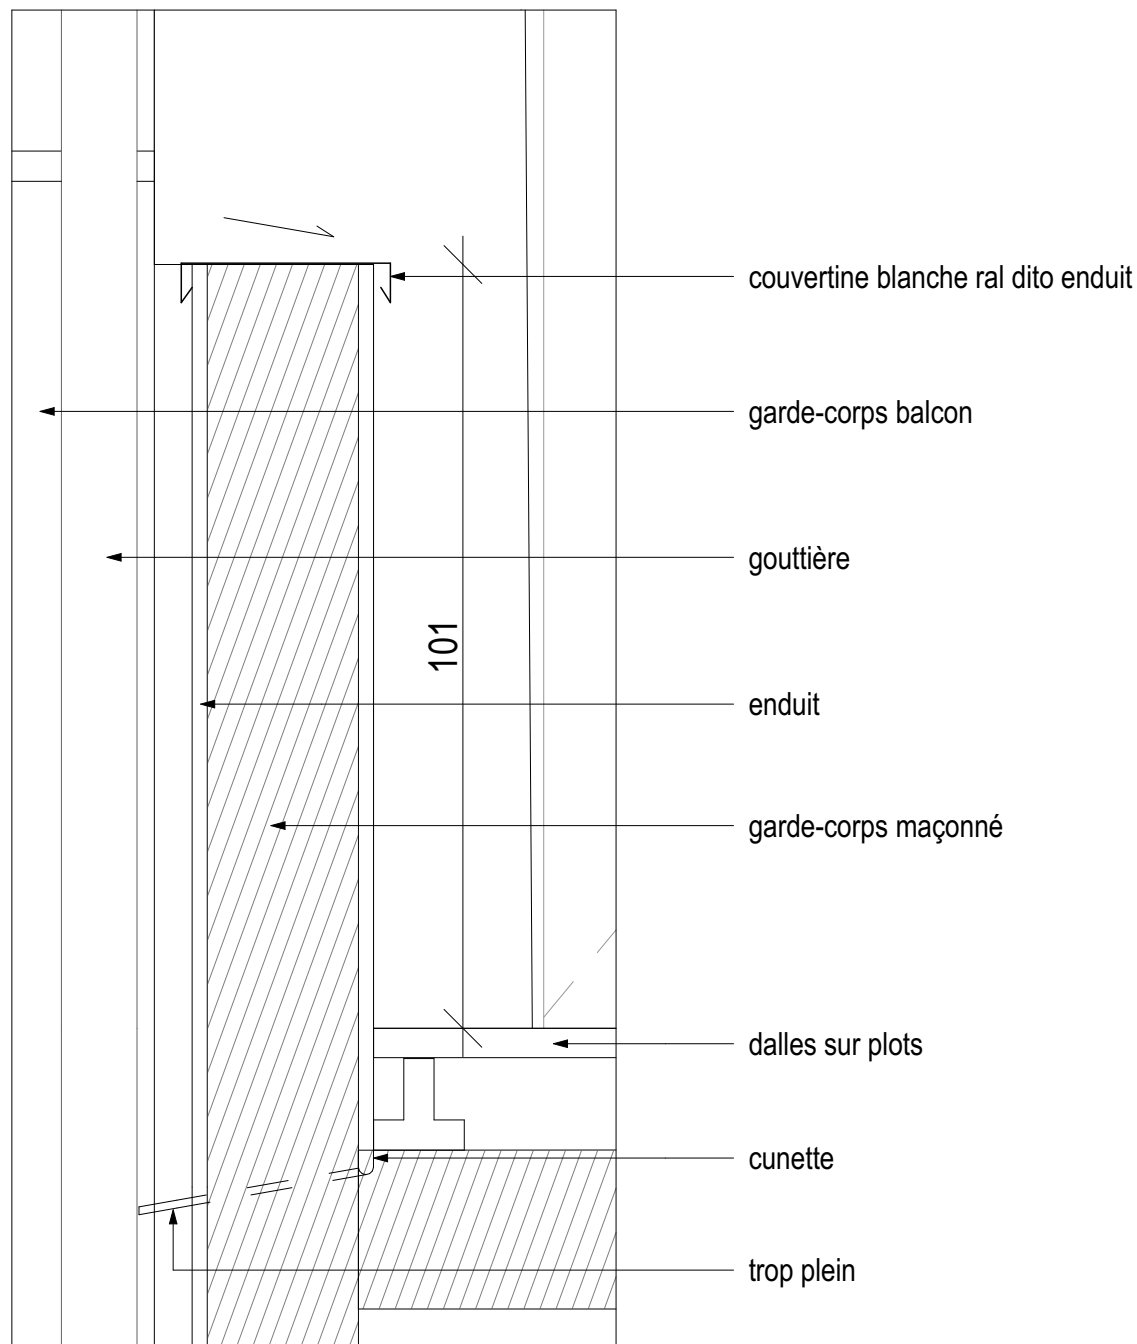 couvertine blanche ral dito enduit
garde-corps balcon
gouttière
101
enduit
garde-corps maçonné
dalles sur plots
cunette
trop plein